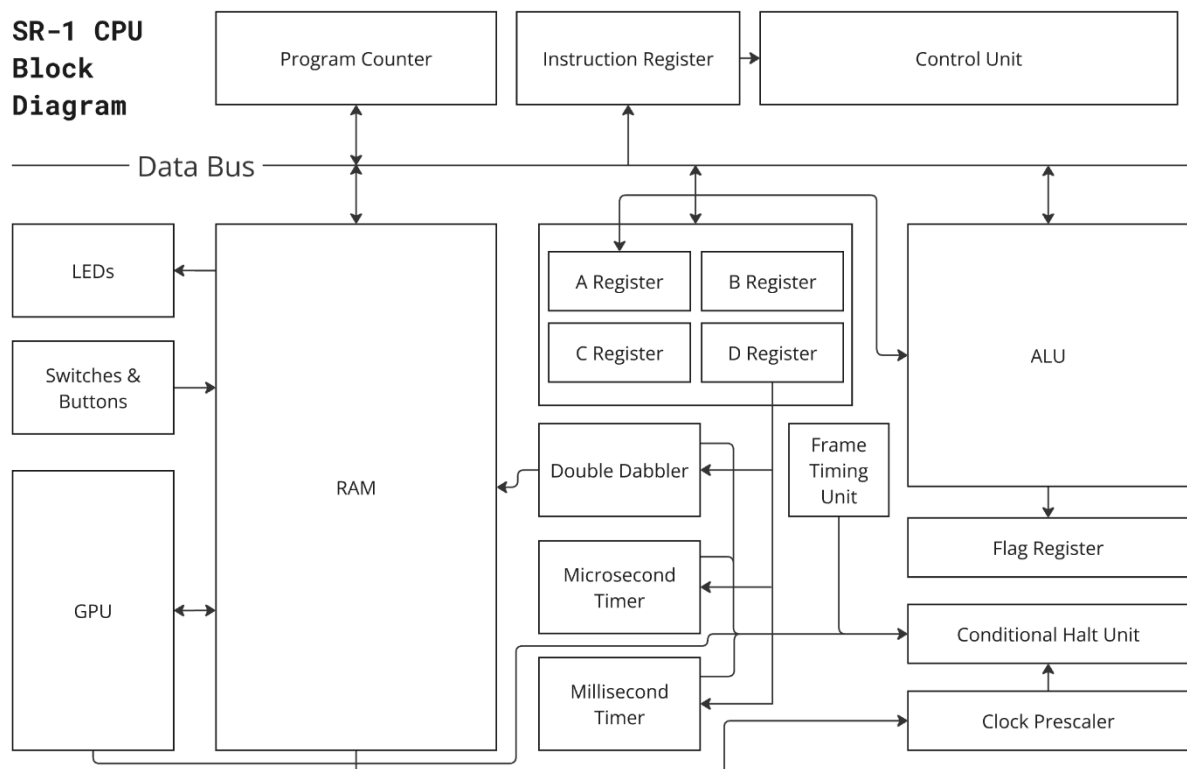 SR-1 CPU
Block
Diagram
Program Counter
Instruction Register
Control Unit
Data Bus
LEDs
Switches &
Buttons
GPU
RAM
A Register
B Register
C Register
D Register
ALU
Double Dabbler
Frame
Timing
Unit
Microsecond
Timer
Millisecond
Timer
Flag Register
Conditional Halt Unit
Clock Prescaler